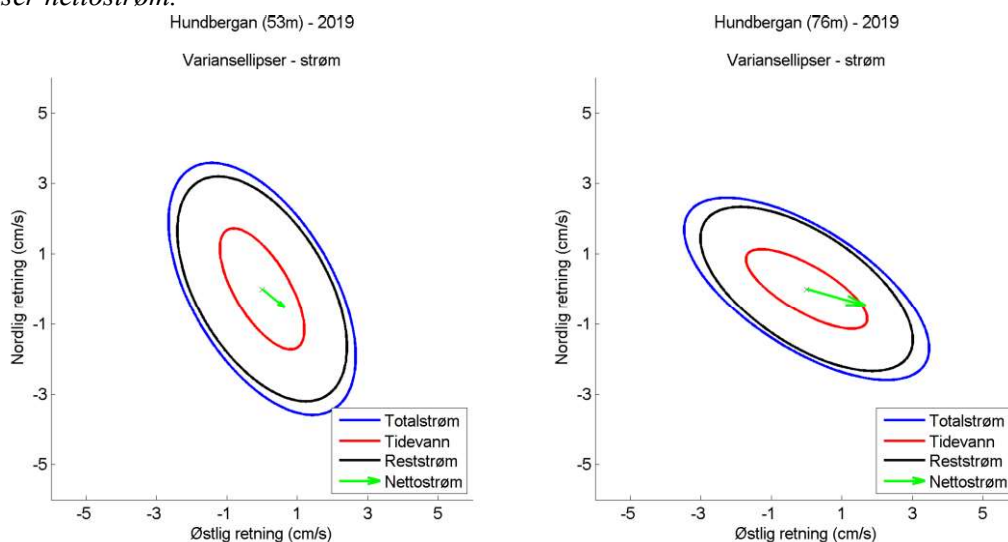 ser nettostrøm.
Hundbergan (53m) - 2019
Variansellipser - strøm
Nordlig retning (cm/s)
5
3
1
-1
-3
-5
-5
-3
-1
1
3
5
Østlig retning (cm/s)
Totalstrøm
Tidevann
Reststrøm
Nettostrøm
Hundbergan (76m) - 2019
Variansellipser - strøm
Nordlig retning (cm/s)
5
3
1
-1
-3
-5
-5
-3
-1
1
3
5
Østlig retning (cm/s)
Totalstrøm
Tidevann
Reststrøm
Nettostrøm